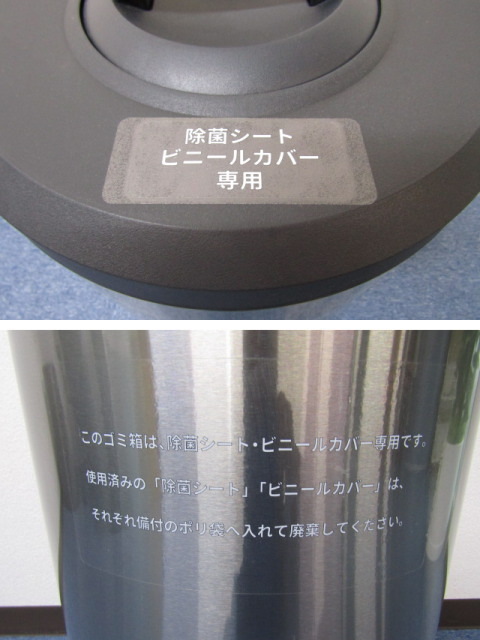 除菌シート
ビニールカバー
専用
このゴミ箱は、除菌シート・ビニールカバー専用です。
使用済みの「除菌シート」「ビニールカバー」は、
それぞれ備付のポリ袋へ入れて廃棄してください。